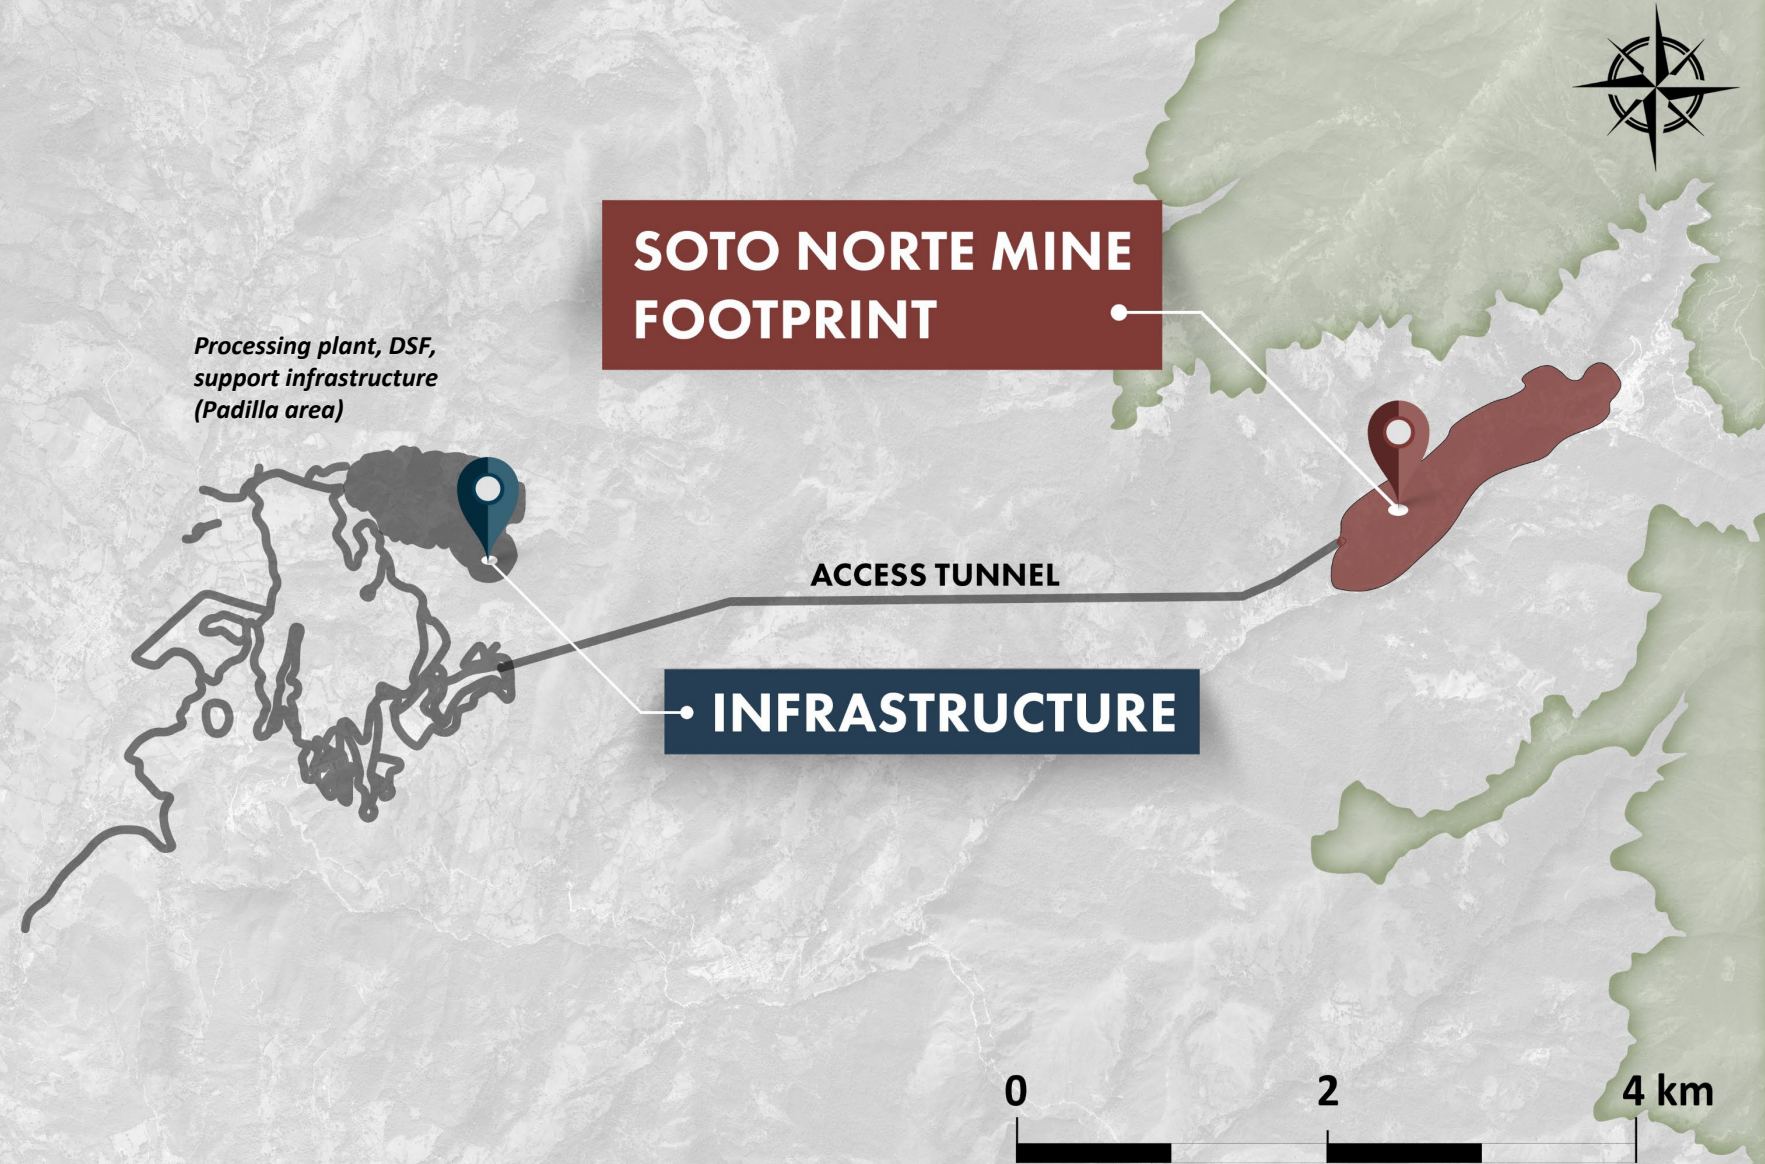 SOTO NORTE MINE
FOOTPRINT
Processing plant, DSF,
support infrastructure
(Padilla area)
ACCESS TUNNEL
INFRASTRUCTURE
0 2 4 km